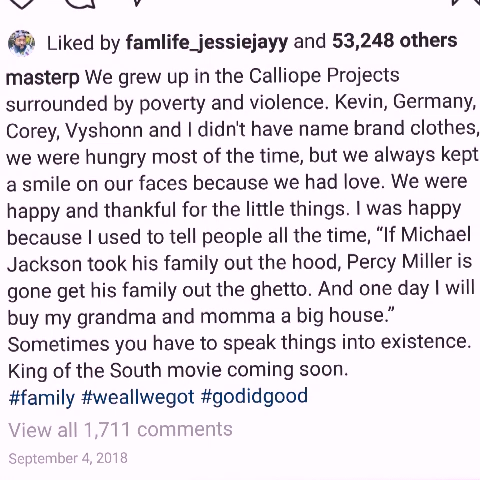 Liked by famlife_jessiejayy and 53,248 others
masterp We grew up in the Calliope Projects
surrounded by poverty and violence. Kevin, Germany,
Corey, Vyshonn and I didn't have name brand clothes,
we were hungry most of the time, but we always kept
a smile on our faces because we had love. We were
happy and thankful for the little things. I was happy
because I used to tell people all the time, “If Michael
Jackson took his family out the hood, Percy Miller is
gone get his family out the ghetto. And one day I will
buy my grandma and momma a big house.”
Sometimes you have to speak things into existence.
King of the South movie coming soon.
#family #weallwegot #godidgood
View all 1,711 comments
September 4, 2018